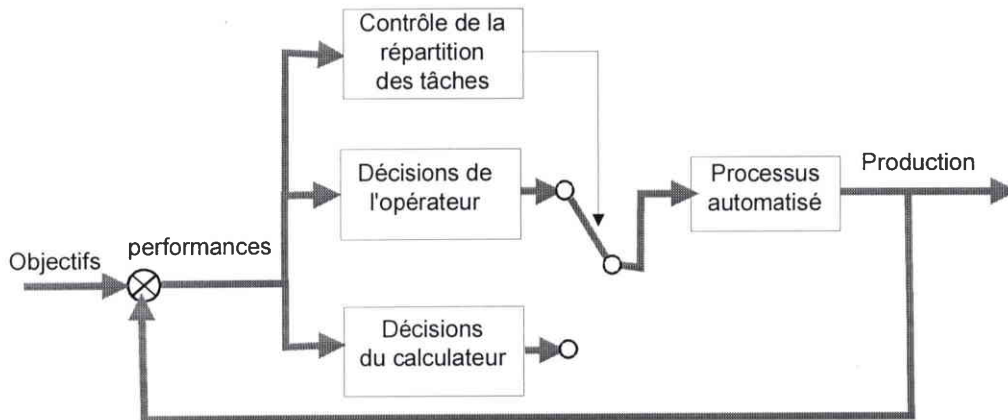 Contrôle de la
répartition
des tâches
Décisions de
l'opérateur
Processus
automatisé
Production
performances
Objectifs
Décisions
du calculateur